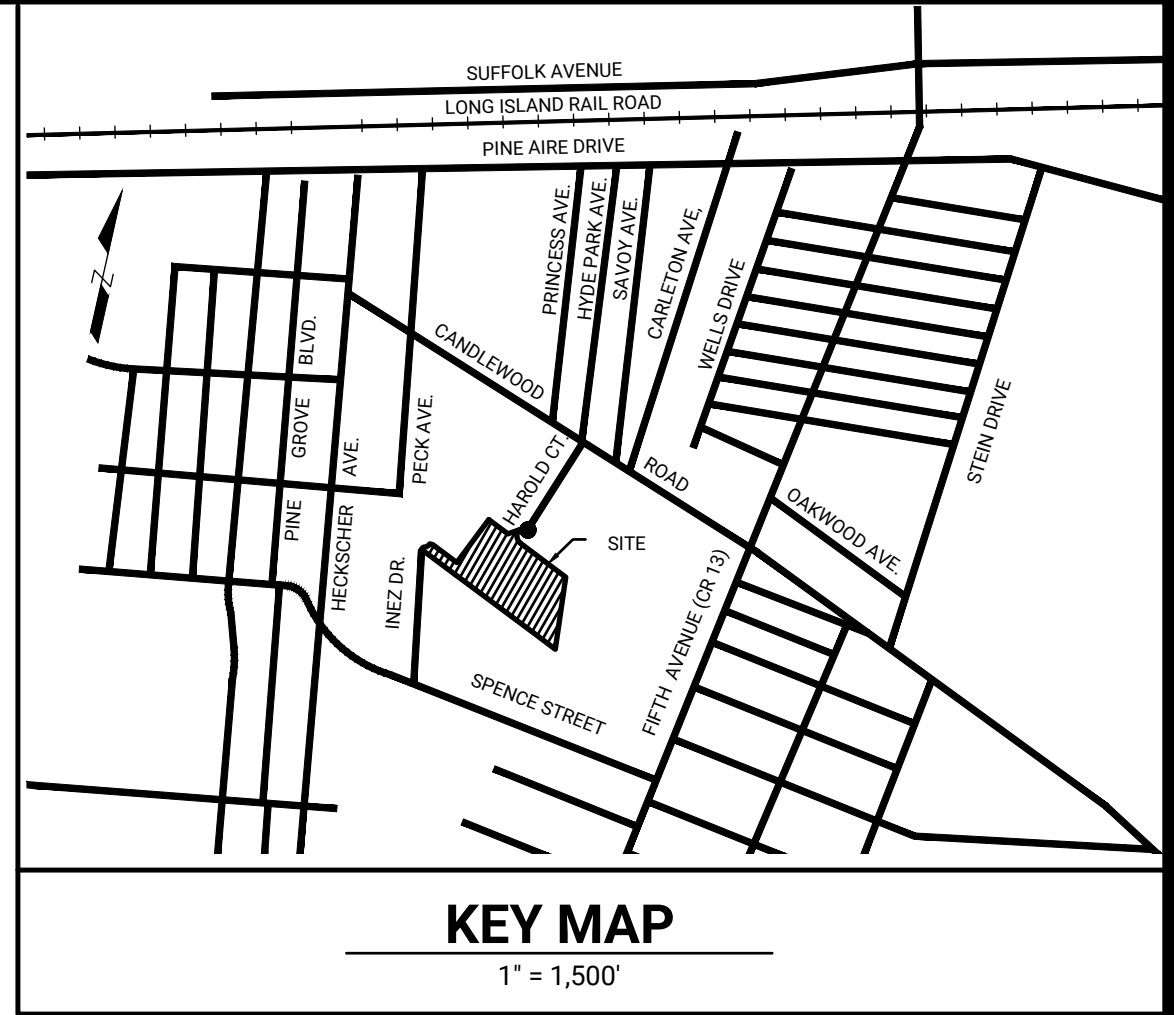 SUFFOLK AVENUE
LONG ISLAND RAIL ROAD
PINE AIRE DRIVE
PRINCESS AVE.
HYDE PARK AVE.
SAVOY AVE.
CARLETON AVE,
WELLS DRIVE
N
BLVD.
GROVE
PINE
AVE.
HECKSCHER
PECK AVE.
CANDLEWOOD
ROAD
HAROLD CT.
STEIN DRIVE
OAKWOOD AVE.
SITE
INEZ DR.
FIFTH AVENUE (CR 13)
SPENCE STREET
KEY MAP
1" = 1,500'